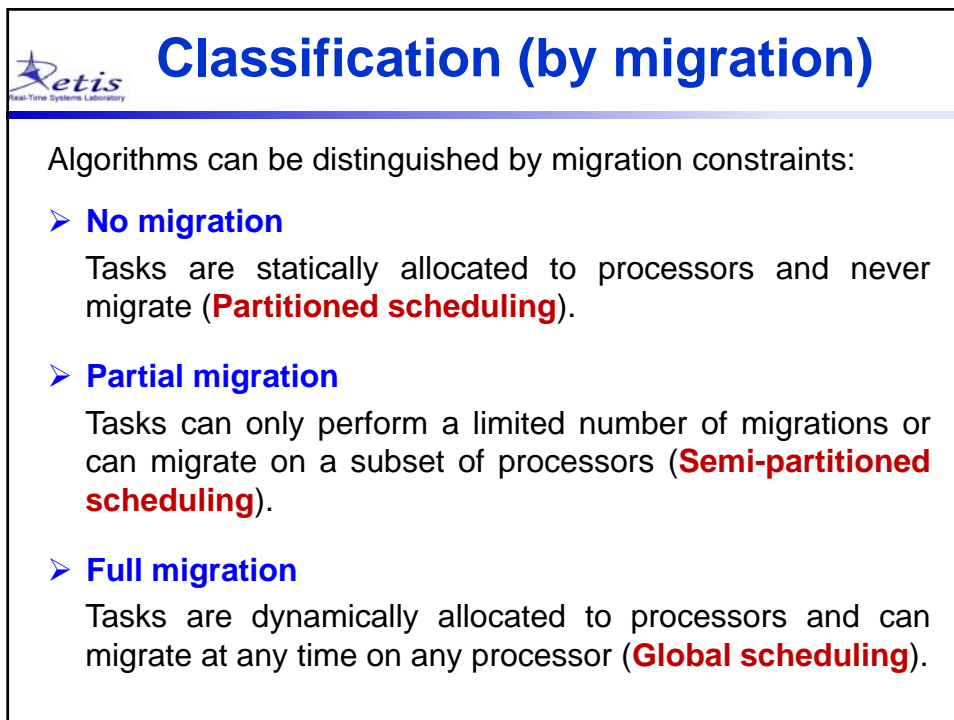 Classification (by migration)
Retis
Real-Time Systems Laboratory
Algorithms can be distinguished by migration constraints:
➢ No migration
Tasks are statically allocated to processors and never
migrate (Partitioned scheduling).
➢ Partial migration
Tasks can only perform a limited number of migrations or
can migrate on a subset of processors (Semi-partitioned
scheduling).
➢ Full migration
Tasks are dynamically allocated to processors and can
migrate at any time on any processor (Global scheduling).